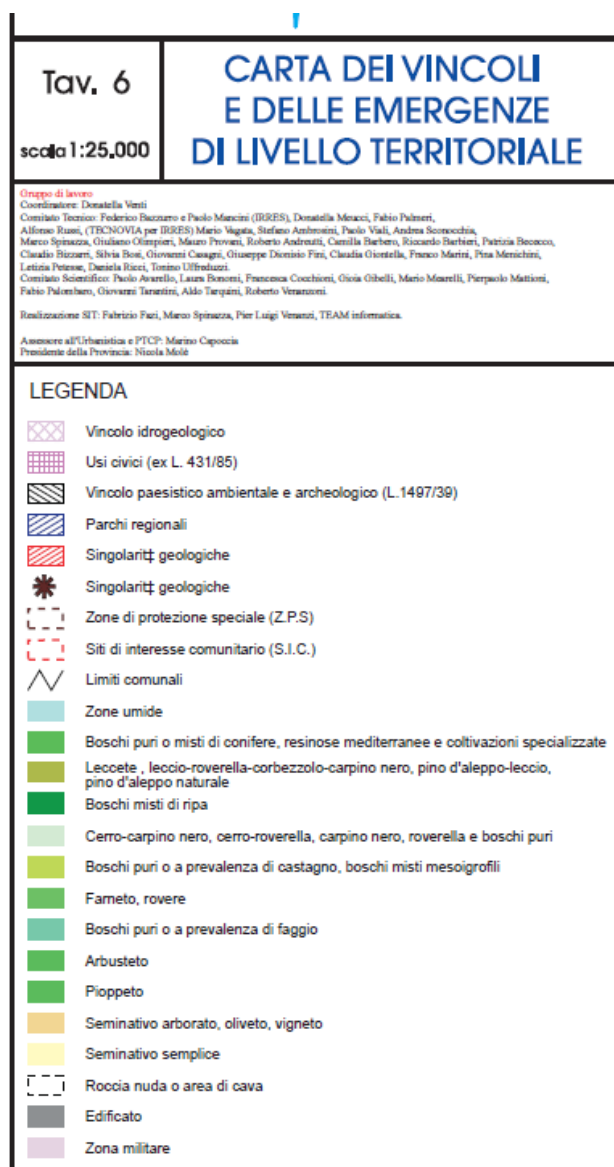 Tav. 6
scala 1:25.000
CARTA DEI VINCOLI
E DELLE EMERGENZE
DI LIVELLO TERRITORIALE
Gruppo di lavoro
Coordinatore: Donatella Venti
Comitato Tecnico: Federico Bazzurro e Paolo Mancini (IRRES), Donatella Meucci, Fabio Palmeri,
Alfonso Russi, (TECNOVIA per IRRES) Mario Vagata, Stefano Ambrosini, Paolo Viali, Andrea Sconocchia,
Marco Spinazza, Giuliano Olimpieri, Mauro Provani, Roberto Andreutti, Camilla Barbero, Riccardo Barbieri, Patrizia Bececco,
Claudio Bizzarri, Silvia Bosi, Giovanni Casagni, Giuseppe Dionisio Fini, Claudia Giontella, Franco Marini, Pina Menichini,
Letizia Petesse, Daniela Ricci, Tonino Uffreduzzi.
Comitato Scientifico: Paolo Avarello, Laura Bonomi, Francesca Cocchioni, Gioia Gibelli, Mario Mearelli, Pierpaolo Mattioni,
Fabio Palombaro, Giovanni Tarantini, Aldo Tarquini, Roberto Venanzoni.
Realizzazione SIT: Fabrizio Fazi, Marco Spinazza, Pier Luigi Venanzi, TEAM informatica.
Assessore all'Urbanistica e PTCP: Marino Capoccia
Presidente della Provincia: Nicola Molè
LEGENDA
Vincolo idrogeologico
Usi civici (ex L. 431/85)
Vincolo paesistico ambientale e archeologico (L.1497/39)
Parchi regionali
Singolarit‡ geologiche
Singolarit‡ geologiche
Zone di protezione speciale (Z.P.S)
Siti di interesse comunitario (S.I.C.)
Limiti comunali
Zone umide
Boschi puri o misti di conifere, resinose mediterranee e coltivazioni specializzate
Leccete , leccio-roverella-corbezzolo-carpino nero, pino d'aleppo-leccio,
pino d'aleppo naturale
Boschi misti di ripa
Cerro-carpino nero, cerro-roverella, carpino nero, roverella e boschi puri
Boschi puri o a prevalenza di castagno, boschi misti mesoigrofili
Farneto, rovere
Boschi puri o a prevalenza di faggio
Arbusteto
Pioppeto
Seminativo arborato, oliveto, vigneto
Seminativo semplice
Roccia nuda o area di cava
Edificato
Zona militare